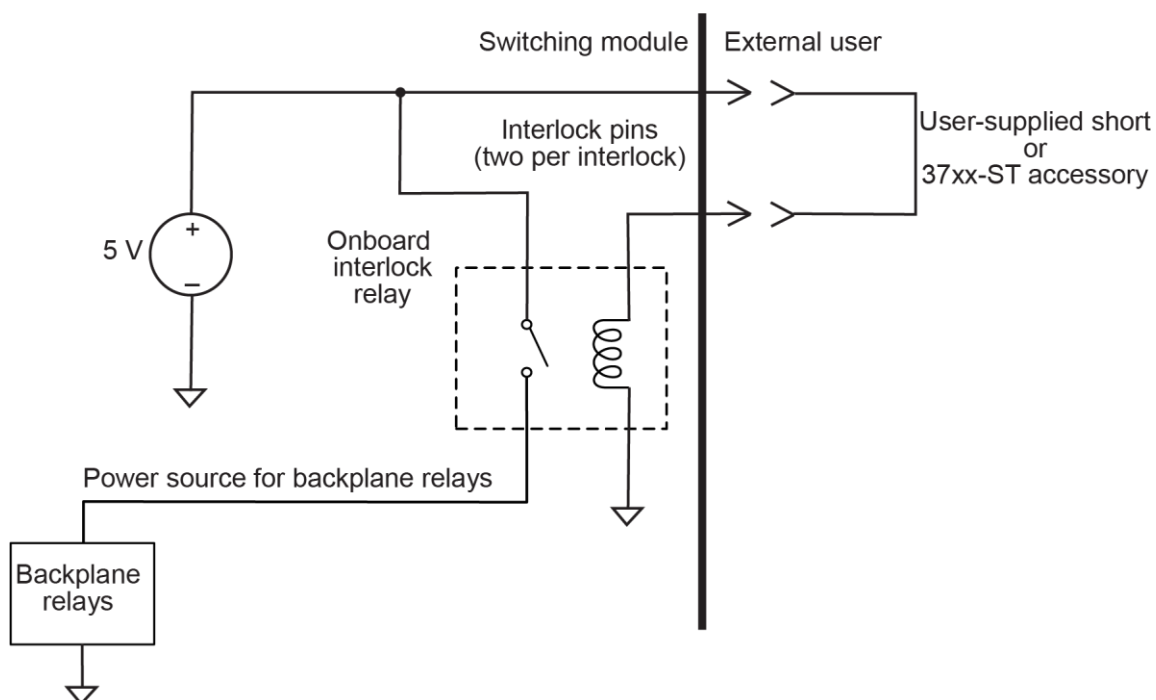 Switching module
External user
Interlock pins
(two per interlock)
User-supplied short
or
37xx-ST accessory
+
5 V
–
Onboard
interlock
relay
Power source for backplane relays
Backplane
relays